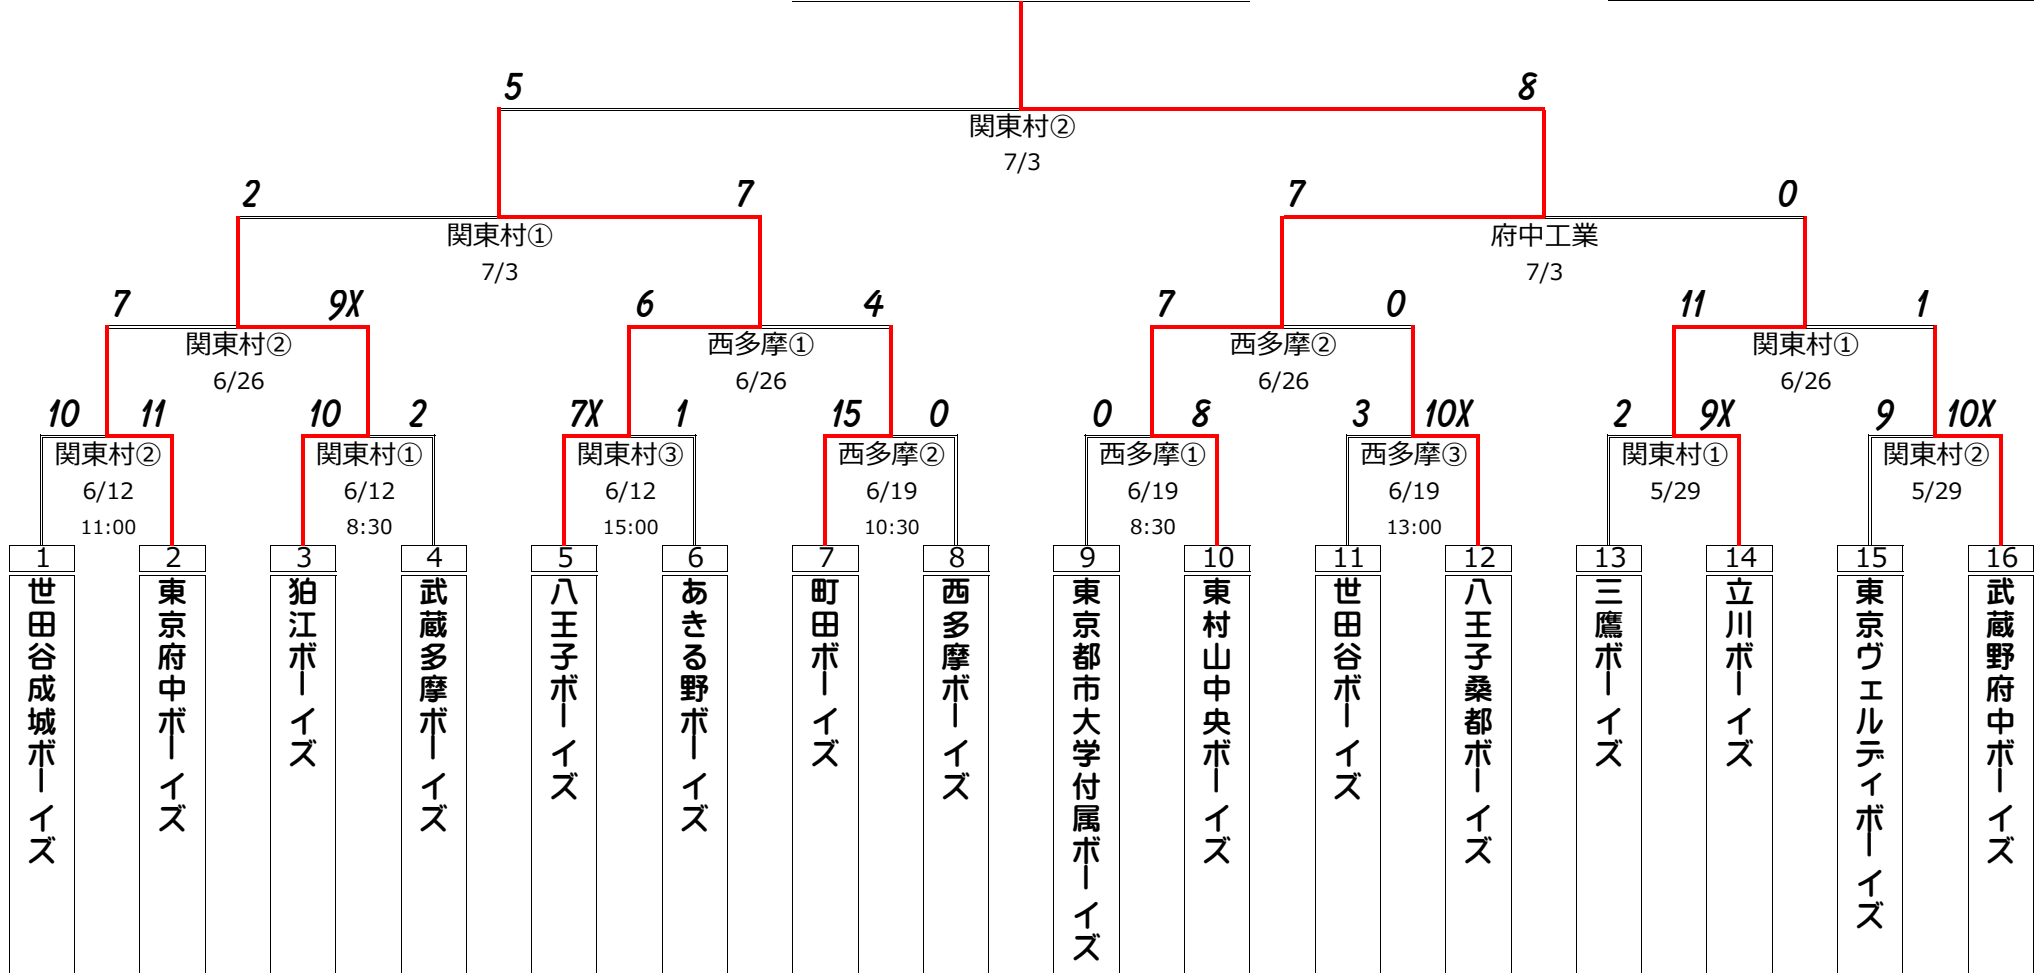 5 8
関東村②
7/3
2 7 7 0
関東村① 府中工業
7/3 7/3
7 9X 6 4 7 0 11 1
関東村② 西多摩① 西多摩② 関東村①
6/26 6/26 6/26 6/26
10 11 10 2 7X 1 15 0 0 8 3 10X 2 9X 9 10X
関東村② 関東村① 関東村③ 西多摩② 西多摩① 西多摩③ 関東村① 関東村②
6/12 6/12 6/12 6/19 6/19 6/19 5/29 5/29
11:00 8:30 15:00 10:30 8:30 13:00
1 2 3 4 5 6 7 8 9 10 11 12 13 14 15 16
世田谷成城ボーイズ
東京府中ボーイズ
狛江ボーイズ
武蔵多摩ボーイズ
八王子ボーイズ
あきる野ボーイズ
町田ボーイズ
西多摩ボーイズ
東京都市大学付属ボーイズ
東村山中央ボーイズ
世田谷ボーイズ
八王子桑都ボーイズ
三鷹ボーイズ
立川ボーイズ
東京ヴェルディボーイズ
武蔵野府中ボーイズ